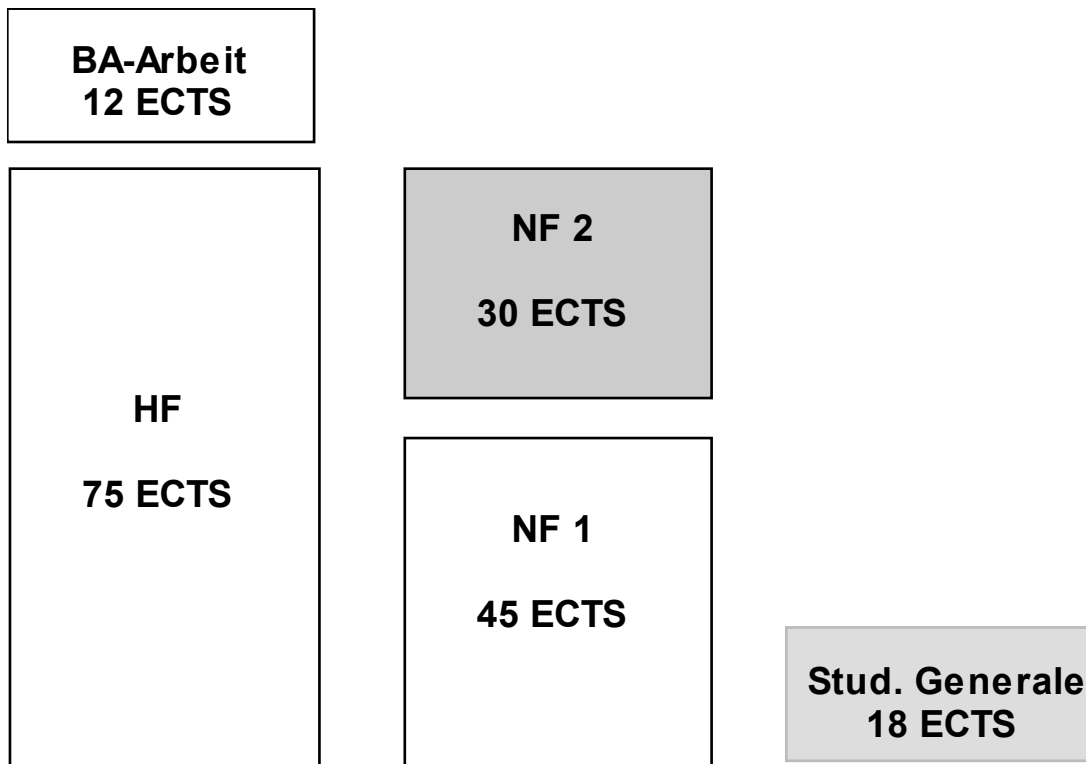 BA-Arbeit
12 ECTS
HF
75 ECTS
NF 2
30 ECTS
NF 1
45 ECTS
Stud. Generale
18 ECTS